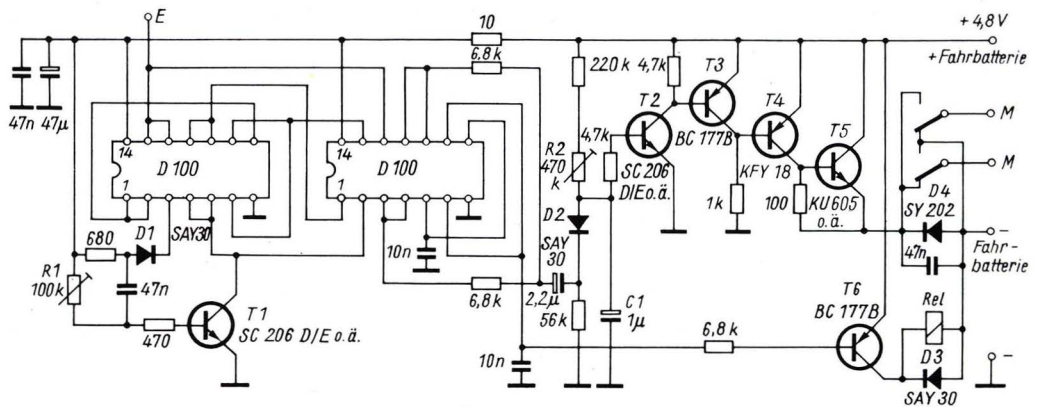 E
10
+ 4,8V
+ Fahrbatterie
6,8k
220k
4,7k
T3
T2
T4
T5
BC 177B
47n
47μ
14
D 100
1
14
D 100
1
4,7k
R2
470
k
SC 206
D/E o.ä.
KFY 18
1k
100
KU 605
o.ä.
M
M
D4
SY 202
680
D1
SAY30
D2
SAY
30
10n
47n
-
Fahr-
batterie
R1
100k
47n
470
T1
SC 206 D/E o.ä.
6,8k
2,2μ
56k
C1
1μ
10n
6,8k
T6
BC 177B
Rel
D3
SAY 30
-